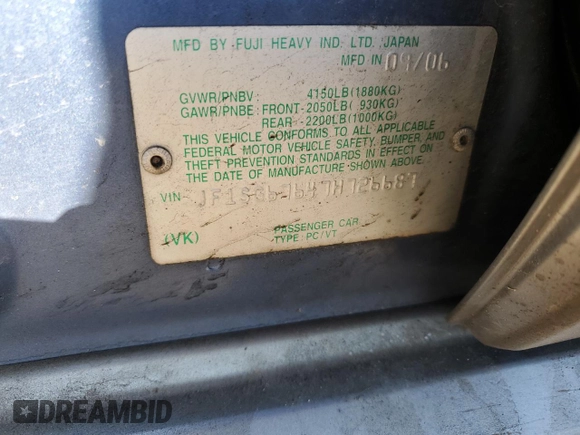 MFD BY FUJI HEAVY IND. LTD. JAPAN
MFD IN 09/06
GVWR/PNBV 4150LB(1880KG)
GAWR/PNBE FRONT-2050LB( 930KG)
REAR -2200LB(1000KG)
THIS VEHICLE CONFORMS TO ALL APPLICABLE
FEDERAL MOTOR VEHICLE SAFETY, BUMPER, AND
THEFT PREVENTION STANDARDS IN EFFECT ON
THE DATE OF MANUFACTURE SHOWN ABOVE.
VIN
(VK)
PASSENGER CAR
TYPE: PC/VT
DREAMBID